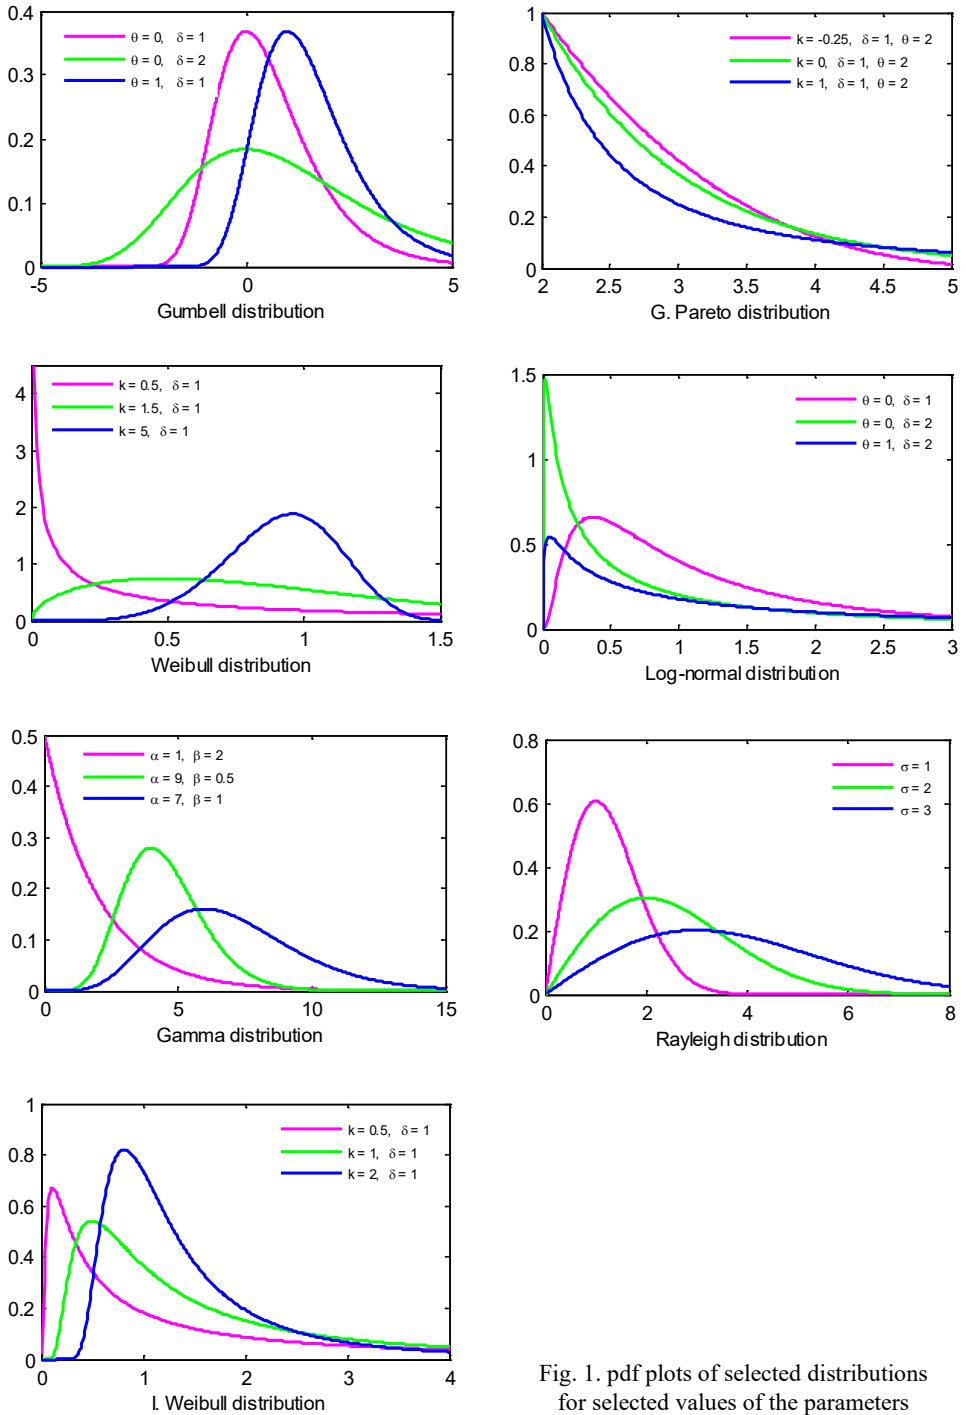 0.4
0.3
0.2
0.1
0
-5
0
5
θ = 0, δ = 1
θ = 0, δ = 2
θ = 1, δ = 1
Gumbell distribution
1
0.8
0.6
0.4
0.2
0
2
2.5
3
3.5
4
4.5
5
k = -0.25, δ = 1, θ = 2
k = 0, δ = 1, θ = 2
k = 1, δ = 1, θ = 2
G. Pareto distribution
4
3
2
1
0
0
0.5
1
1.5
k = 0.5, δ = 1
k = 1.5, δ = 1
k = 5, δ = 1
Weibull distribution
1.5
1
0.5
0
0
0.5
1
1.5
2
2.5
3
θ = 0, δ = 1
θ = 0, δ = 2
θ = 1, δ = 2
Log-normal distribution
0.5
0.4
0.3
0.2
0.1
0
0
5
10
15
α = 1, β = 2
α = 9, β = 0.5
α = 7, β = 1
Gamma distribution
0.8
0.6
0.4
0.2
0
0
2
4
6
8
σ = 1
σ = 2
σ = 3
Rayleigh distribution
1
0.8
0.6
0.4
0.2
0
0
1
2
3
4
k = 0.5, δ = 1
k = 1, δ = 1
k = 2, δ = 1
I. Weibull distribution
Fig. 1. pdf plots of selected distributions
for selected values of the parameters